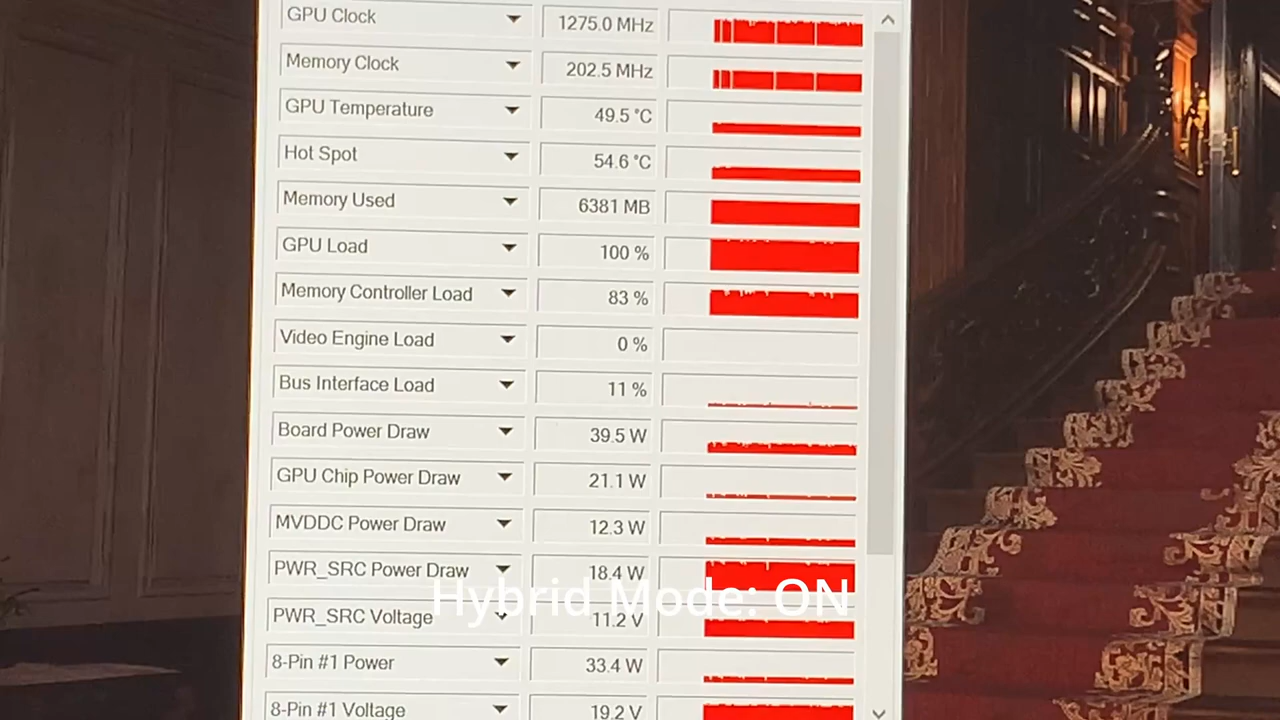 GPU Clock 1275.0 MHz
Memory Clock 202.5 MHz
GPU Temperature 49.5 °C
Hot Spot 54.6 °C
Memory Used 6381 MB
GPU Load 100 %
Memory Controller Load 83 %
Video Engine Load 0 %
Bus Interface Load 11 %
Board Power Draw 39.5 W
GPU Chip Power Draw 21.1 W
MVDDC Power Draw 12.3 W
PWR_SRC Power Draw 18.4 W
Hybrid Mode: ON
PWR_SRC Voltage 11.2 V
8-Pin #1 Power 33.4 W
8-Pin #1 Voltage 19.2 V